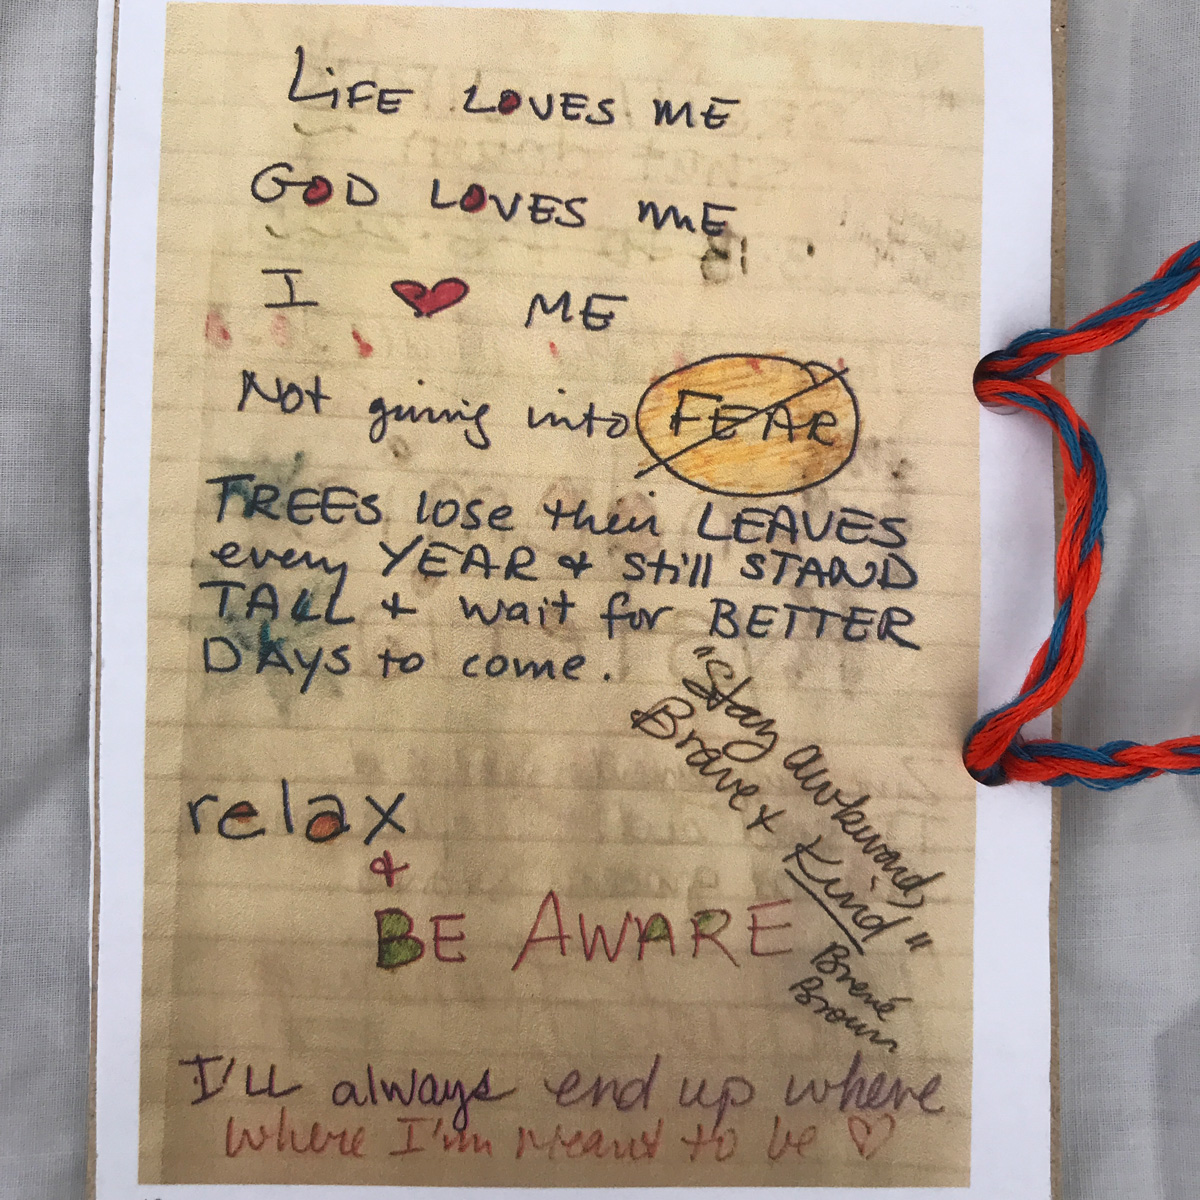 LiFE LOVES ME
GOD LOVES ME
I ❤ ME
Not giving into FEAR
TREES lose their LEAVES
every YEAR & still STAND
TALL + wait for BETTER
DAYS to come.
"Stay awkward,
Brave & Kind"
Brené
Brown
relax
&
BE AWARE
I'LL always end up where
where I'm meant to be ♡